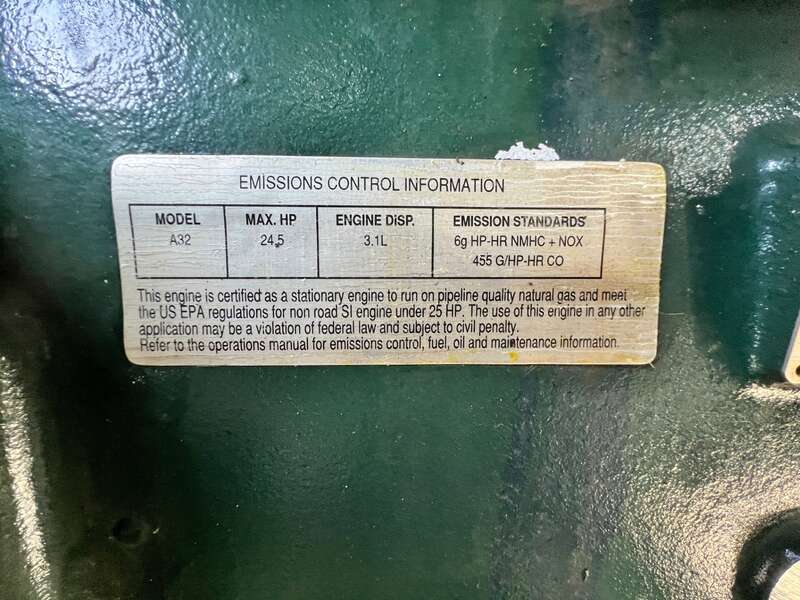 EMISSIONS CONTROL INFORMATION
MODEL MAX. HP ENGINE DiSP. EMISSION STANDARDS
A32 24.5 3.1L 6g HP-HR NMHC + NOX
455 G/HP-HR CO
This engine is certified as a stationary engine to run on pipeline quality natural gas and meet
the US EPA regulations for non road SI engine under 25 HP. The use of this engine in any other
application may be a violation of federal law and subject to civil penalty.
Refer to the operations manual for emissions control, fuel, oil and maintenance information.